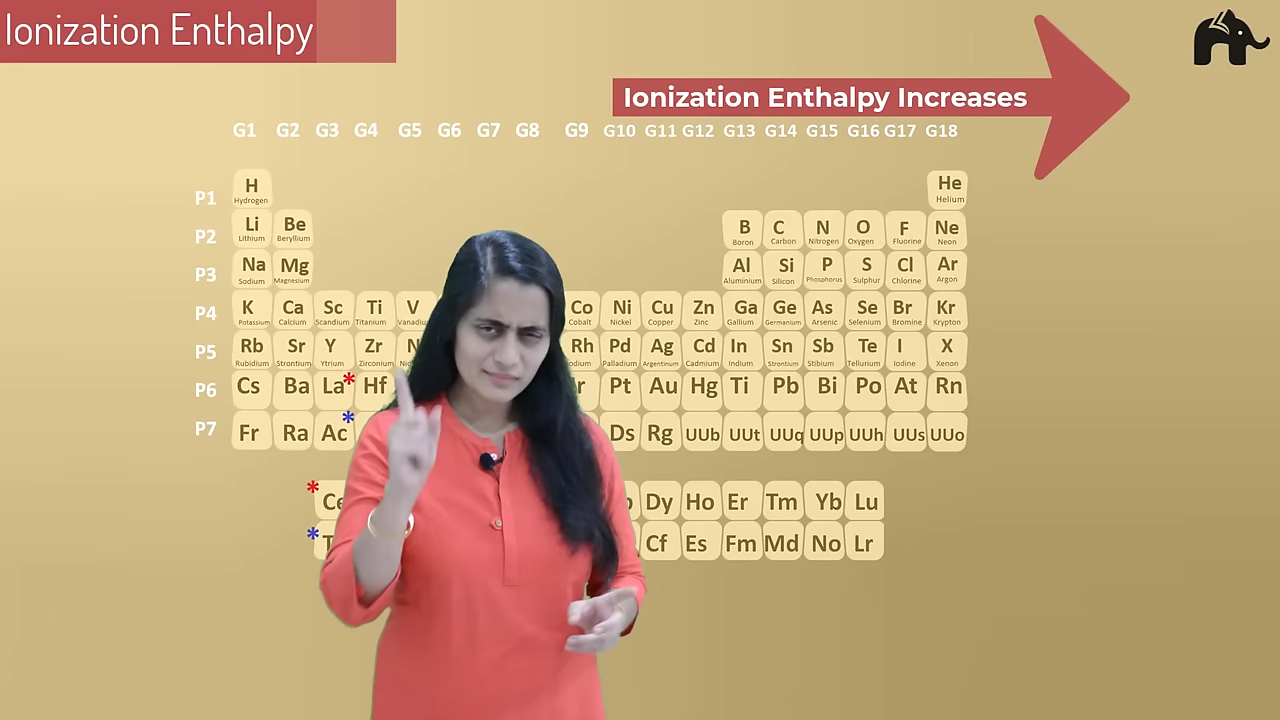 Ionization Enthalpy
Ionization Enthalpy Increases
G1 G2 G3 G4 G5 G6 G7 G8 G9 G10 G11 G12 G13 G14 G15 G16 G17 G18
P1 H He
Hydrogen Helium
P2 Li Be B C N O F Ne
Lithium Beryllium Boron Carbon Nitrogen Oxygen Fluorine Neon
P3 Na Mg Al Si P S Cl Ar
Sodium Magnesium Aluminium Silicon Phosphorus Sulphur Chlorine Argon
P4 K Ca Sc Ti V Co Ni Cu Zn Ga Ge As Se Br Kr
Potassium Calcium Scandium Titanium Cobalt Nickel Copper Zinc Gallium Germanium Arsenic Selenium Bromine Krypton
P5 Rb Sr Y Zr Rh Pd Ag Cd In Sn Sb Te I X
Rubidium Strontium Ytrium Zirconium Palladium Argentinum Cadmium Indium Strontium Stibium Tellurium Iodine Xenon
P6 Cs Ba La* Hf Pt Au Hg Ti Pb Bi Po At Rn
P7 Fr Ra Ac* Ds Rg UUb UUt UUq UUp UUh UUs UUo
* Ce Dy Ho Er Tm Yb Lu
* Cf Es Fm Md No Lr